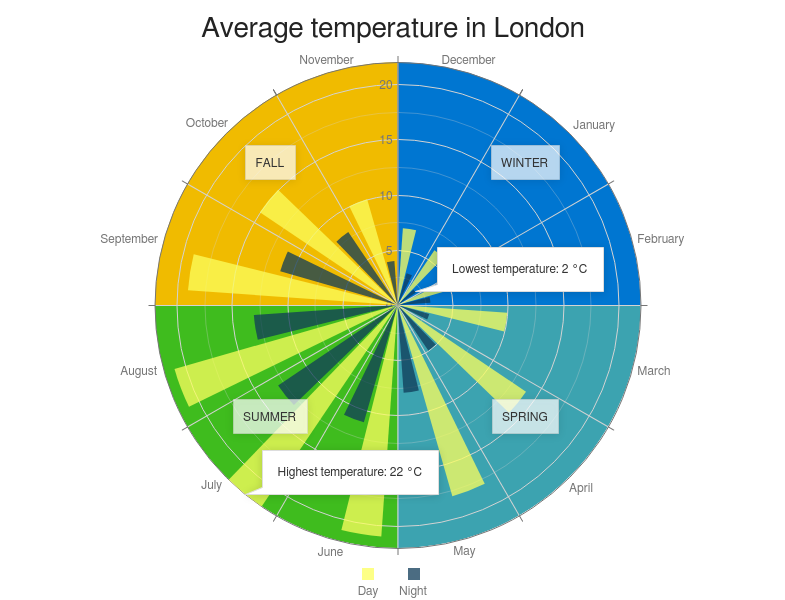 Average temperature in London
November
December
20
October
January
15
FALL
WINTER
10
September
February
5
Lowest temperature: 2 °C
August
March
SUMMER
SPRING
Highest temperature: 22 °C
July
April
June
May
Day
Night